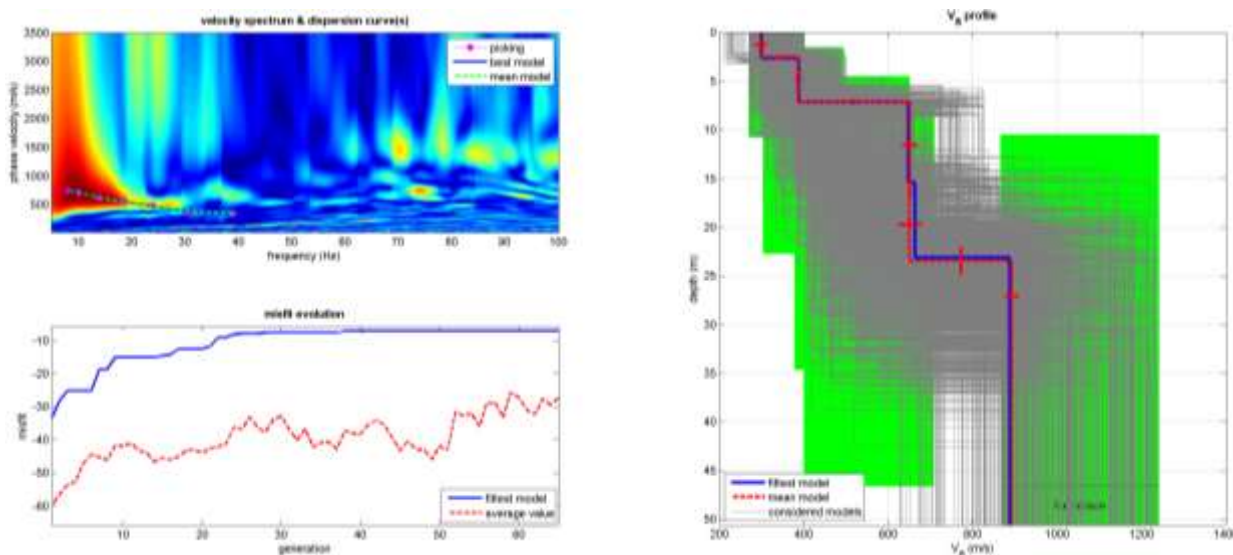 velocity spectrum & dispersion curve(s)
3500
3000
2500
2000
1500
1000
500
phase velocity (m/s)
picking
best model
mean model
10 20 30 40 50 60 70 80 90 100
frequency (Hz)
misfit evolution
-10
-20
-30
-40
-50
-60
misfit
fittest model
average value
10 20 30 40 50 60
generation
VS profile
0
5
10
15
20
25
30
35
40
45
50
depth (m)
fittest model
mean model
considered models
200 400 600 800 1000 1200 1400
VS (m/s)